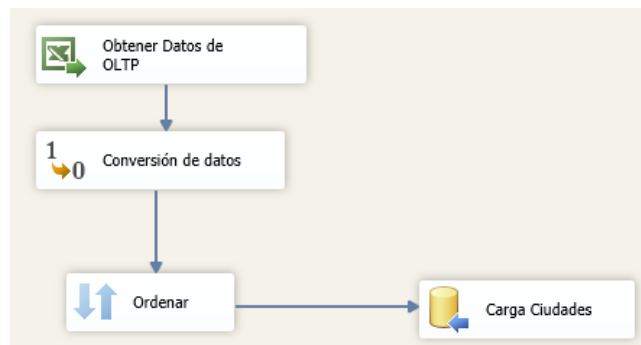 Obtener Datos de
OLTP
1
0
Conversión de datos
Ordenar
Carga Ciudades